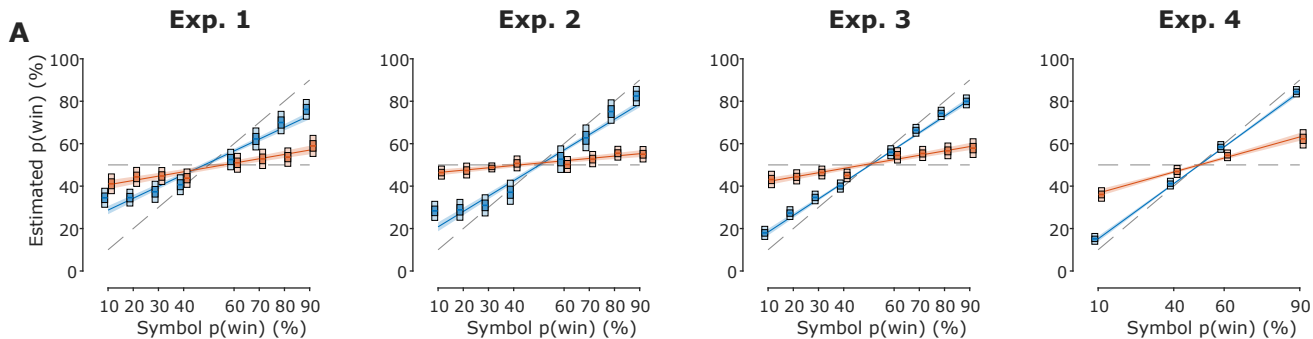 Exp. 1 Exp. 2 Exp. 3 Exp. 4
A
Estimated p(win) (%)
100 100 100 100
80 80 80 80
60 60 60 60
40 40 40 40
20 20 20 20
0 0 0 0
10 20 30 40 60 70 80 90 10 20 30 40 60 70 80 90 10 20 30 40 60 70 80 90 10 40 60 90
Symbol p(win) (%) Symbol p(win) (%) Symbol p(win) (%) Symbol p(win) (%)